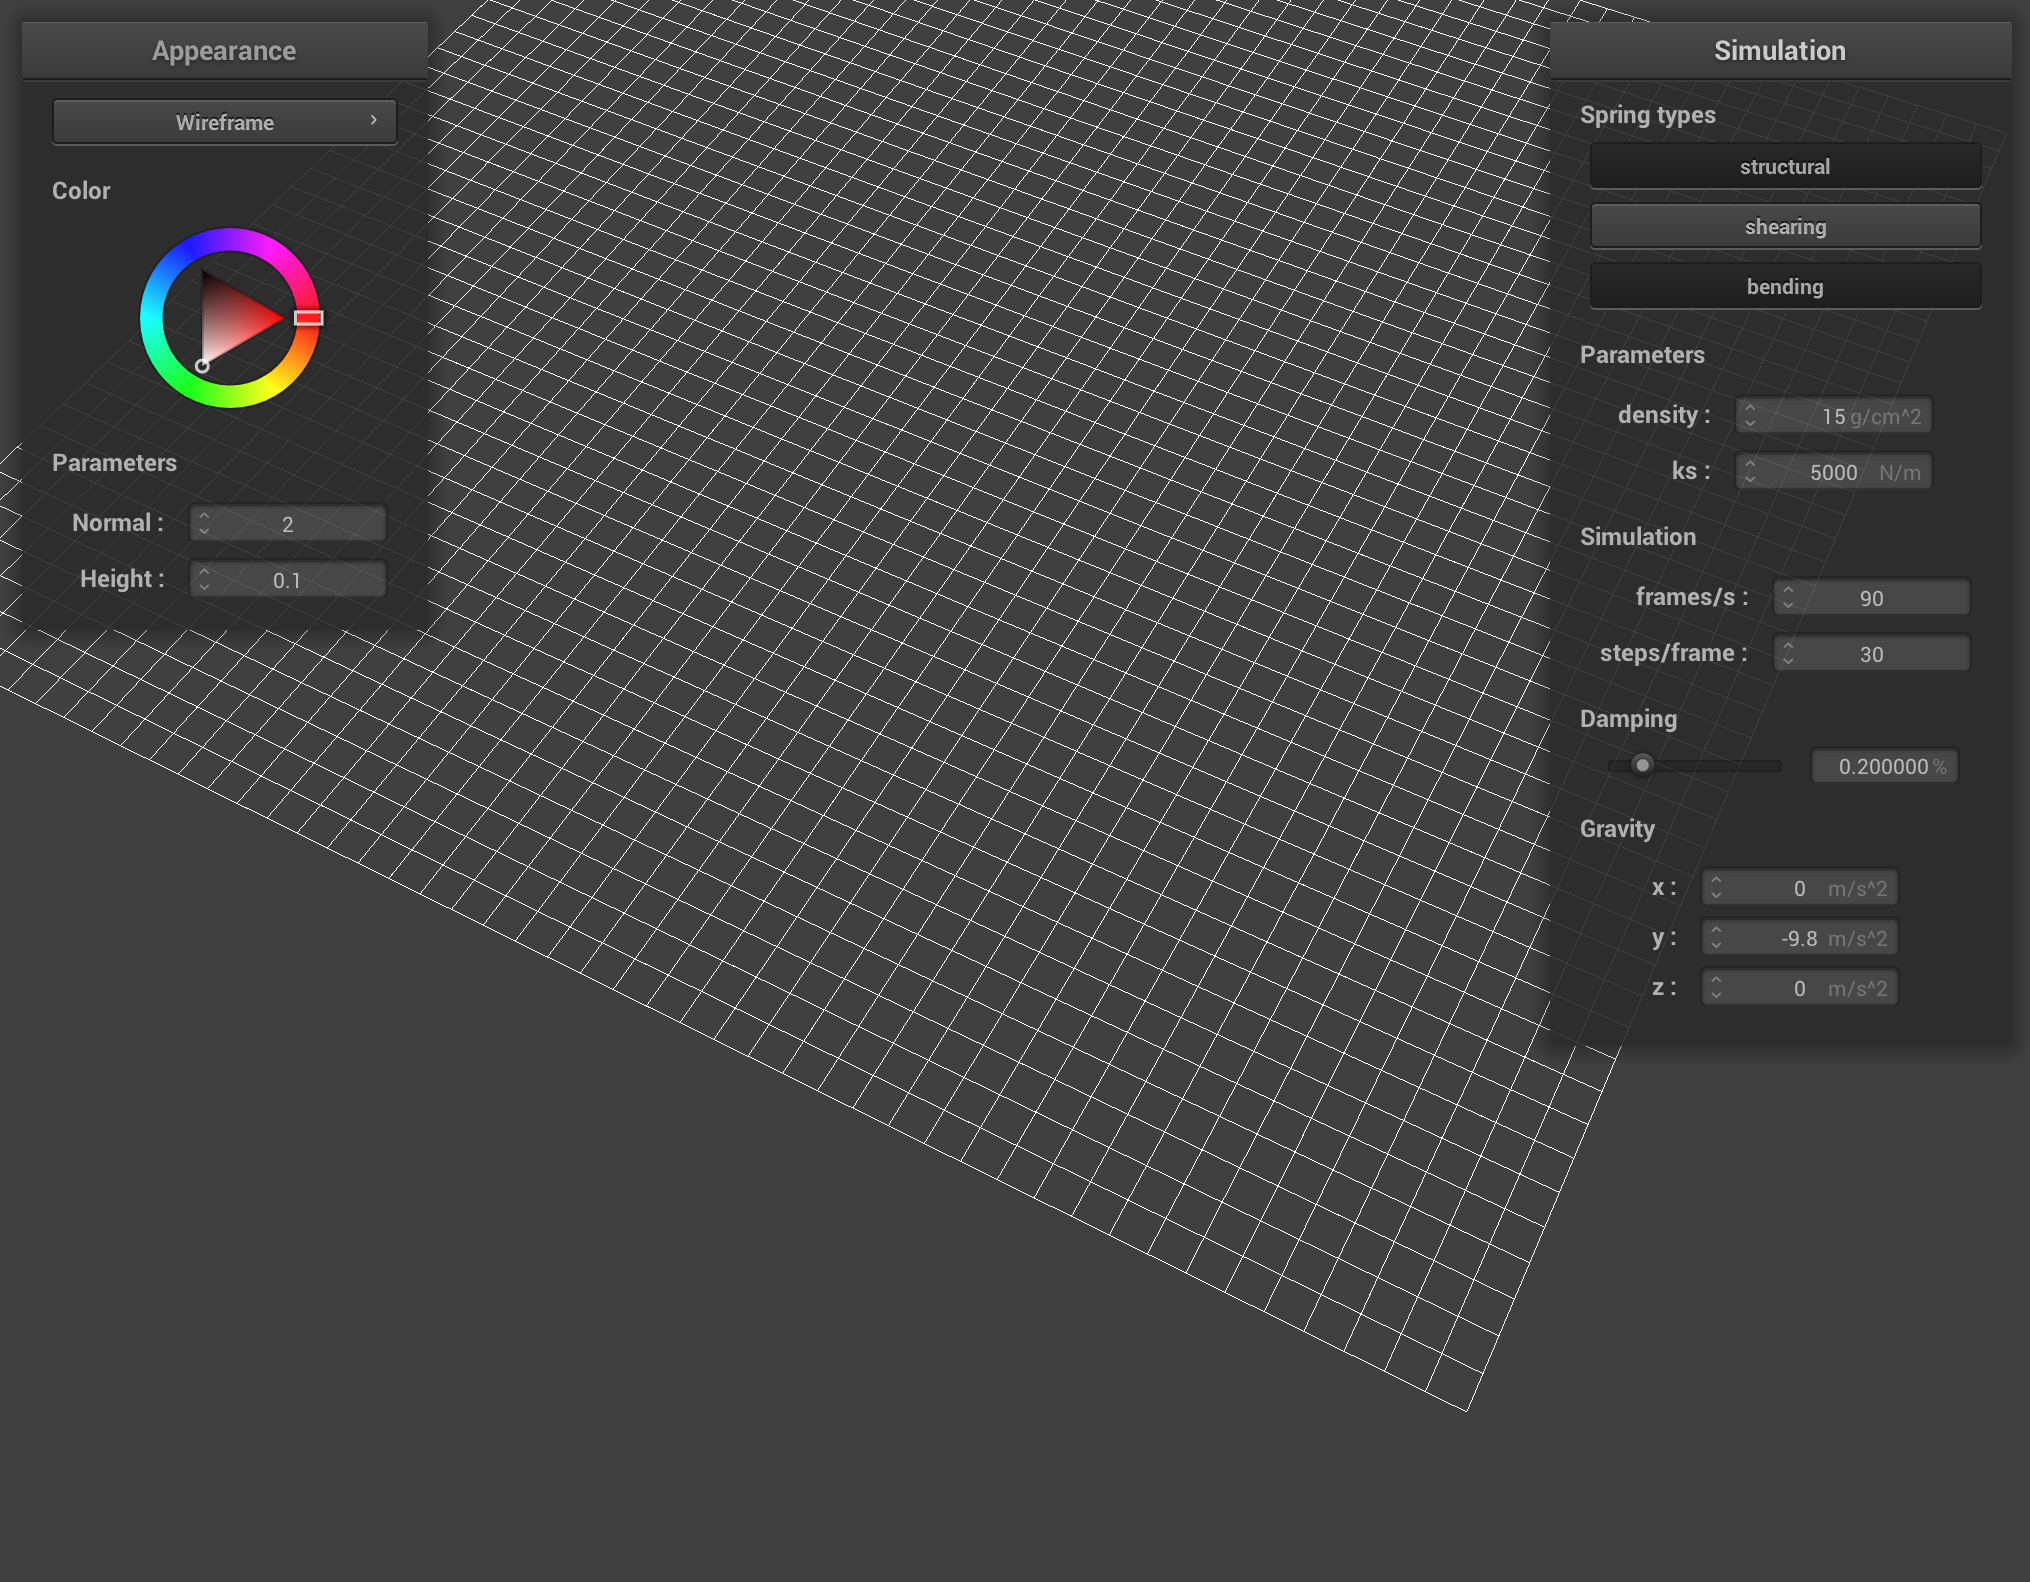 Appearance
Wireframe
Color
Parameters
Normal : 2
Height : 0.1
Simulation
Spring types
structural
shearing
bending
Parameters
density : 15 g/cm^2
ks : 5000 N/m
Simulation
frames/s : 90
steps/frame : 30
Damping
0.200000 %
Gravity
x : 0 m/s^2
y : -9.8 m/s^2
z : 0 m/s^2